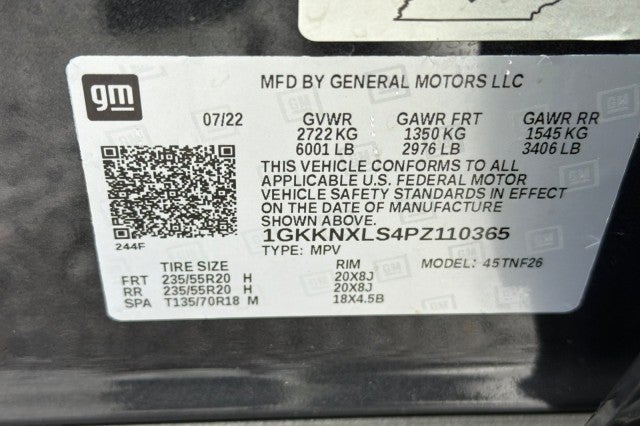 gm
MFD BY GENERAL MOTORS LLC
07/22 GVWR GAWR FRT GAWR RR
2722 KG 1350 KG 1545 KG
6001 LB 2976 LB 3406 LB
THIS VEHICLE CONFORMS TO ALL
APPLICABLE U.S. FEDERAL MOTOR
VEHICLE SAFETY STANDARDS IN EFFECT
ON THE DATE OF MANUFACTURE
SHOWN ABOVE.
244F 1GKKNXLS4PZ110365
TYPE: MPV
TIRE SIZE RIM MODEL: 45TNF26
FRT 235/55R20 H 20X8J
RR 235/55R20 H 20X8J
SPA T135/70R18 M 18X4.5B